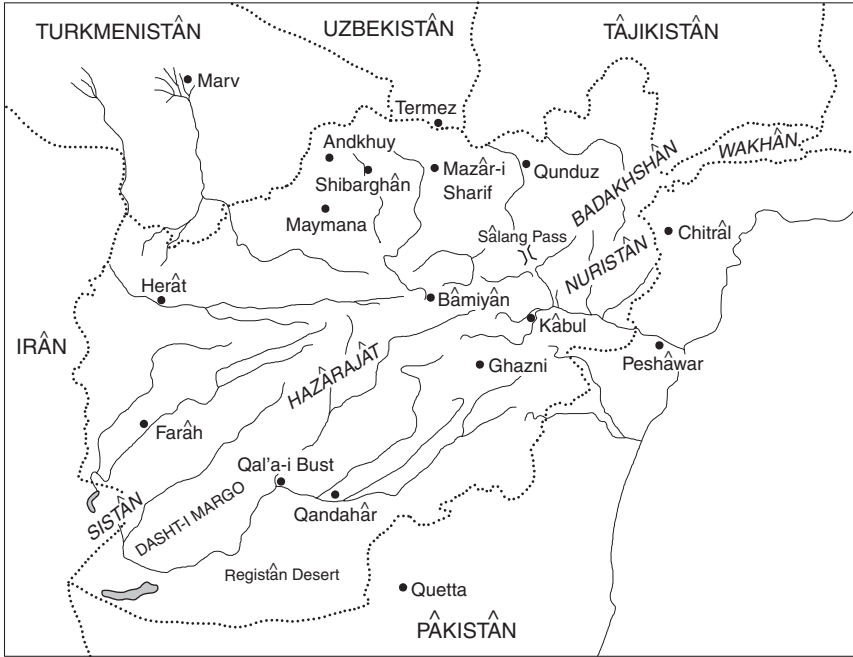 TURKMENISTÂN
UZBEKISTÂN
TÂJIKISTÂN
Marv
Termez
Andkhuy
Shibarghân
Mazâr-i
Sharif
Qunduz
BADAKHSHÂN
WAKHÂN
Maymana
Sâlang Pass
NURISTÂN
Chitrâl
Herât
Bâmiyân
Kâbul
IRÂN
HAZÂRAJÂT
Ghazni
Peshâwar
Farâh
Qal'a-i Bust
SISTÂN
DASHT-I MARGO
Qandahâr
Registân Desert
Quetta
PÂKISTÂN